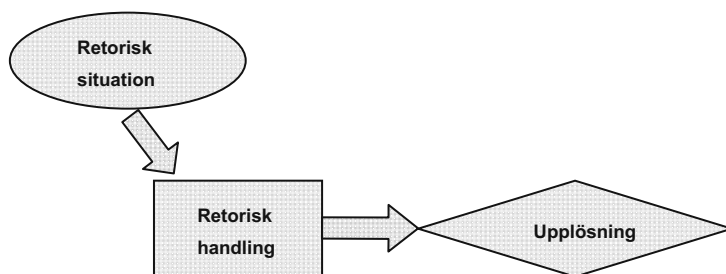 Retorisk
situation
Retorisk
handling
Upplösning